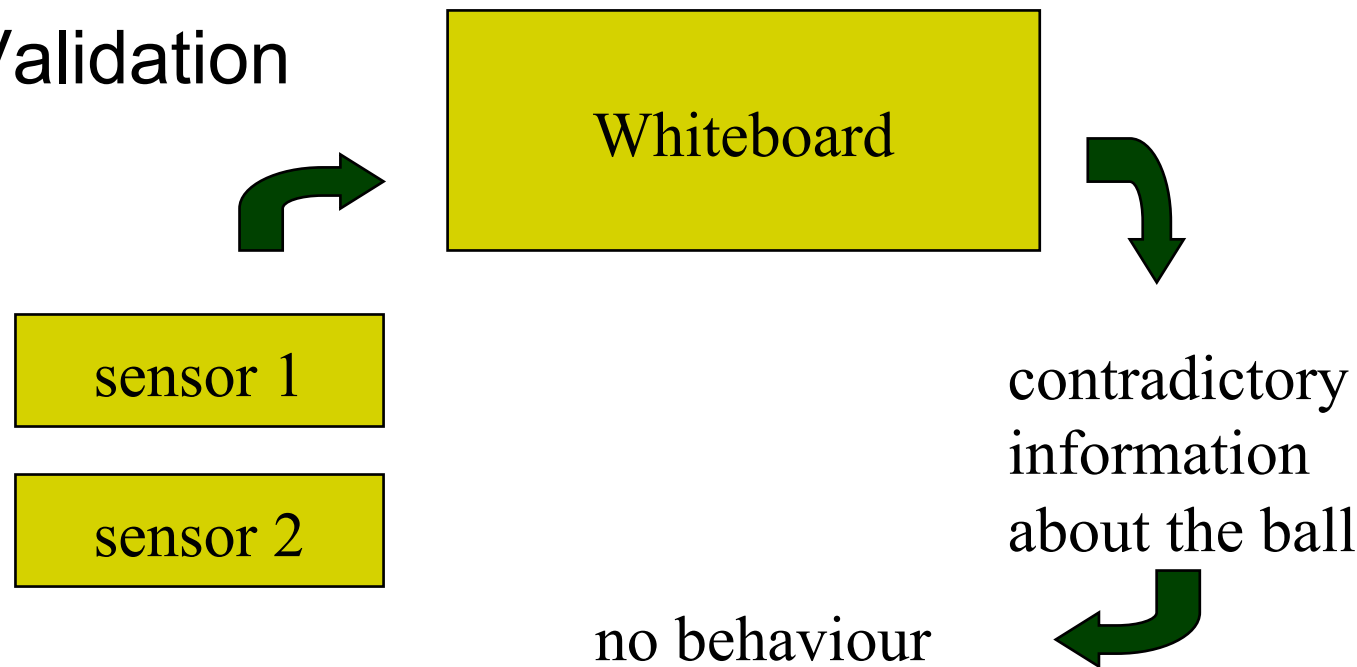 Validation
Whiteboard
sensor 1
sensor 2
contradictory
information
about the ball
no behaviour